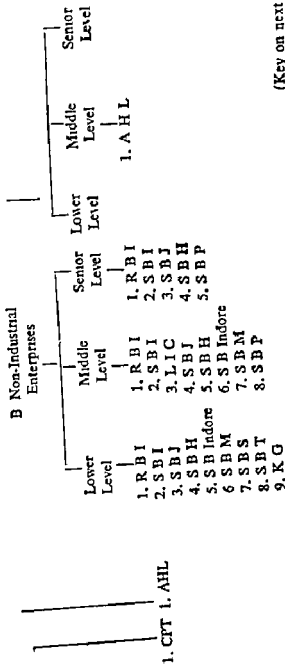 1. CPT
1. AHL
B Non-Industrial
Enterprises
Lower
Level
1. R B I
2. S B I
3. S B J
4. S B H
5. S B Indore
6 S B M
7. S B S
8. S B T
9. K G
Middle
Level
1. R B I
2. S B I
3. L I C
4. S B J
5. S B H
6. S B Indore
7. S B M
8. S B P
Senior
Level
1. R B I
2. S B I
3. S B J
4. S B H
5. S B P
Lower
Level
Middle
Level
1. A H L
Senior
Level
(Key on next